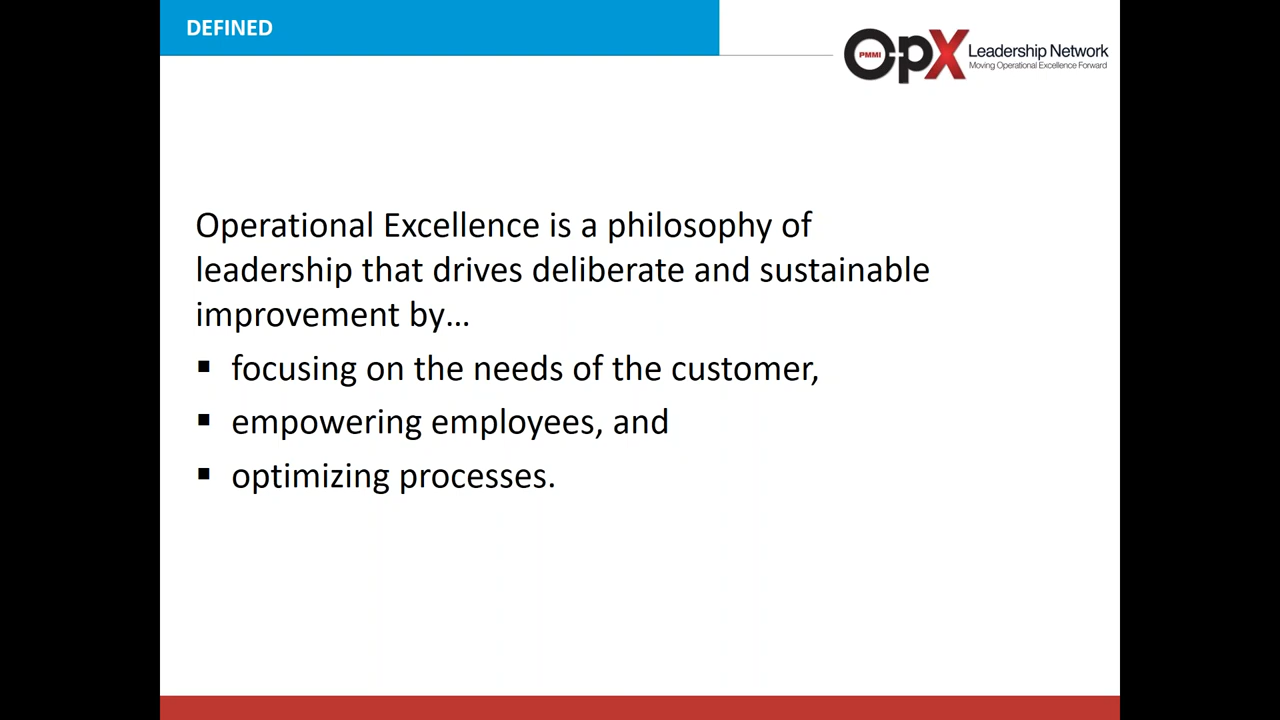 DEFINED
PMMI
OpX
Leadership Network
Moving Operational Excellence Forward
Operational Excellence is a philosophy of
leadership that drives deliberate and sustainable
improvement by…
▪ focusing on the needs of the customer,
▪ empowering employees, and
▪ optimizing processes.